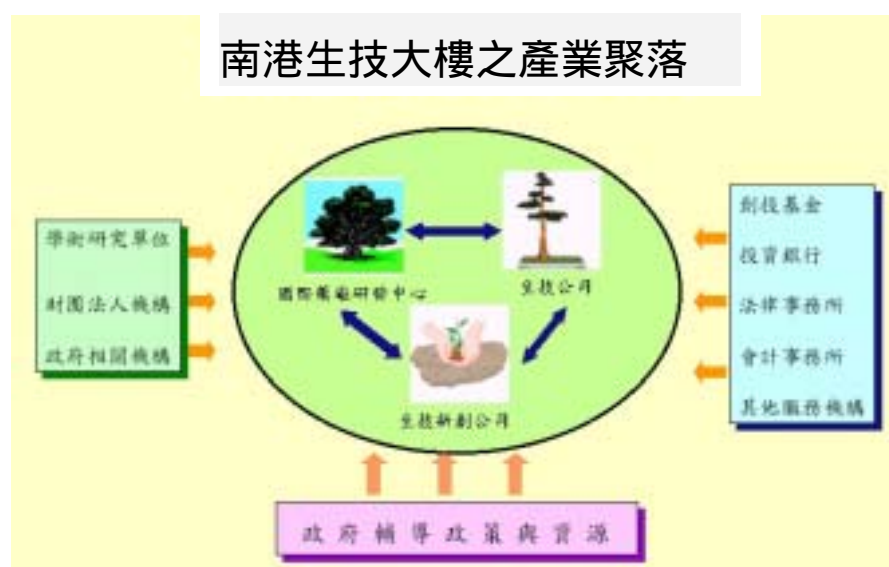 南港生技大樓之產業聚落
學術研究單位
財團法人機構
政府相關機構
國際藥廠研發中心
生技公司
生技新創公司
創投基金
投資銀行
法律事務所
會計事務所
其他服務機構
政府輔導政策與資源